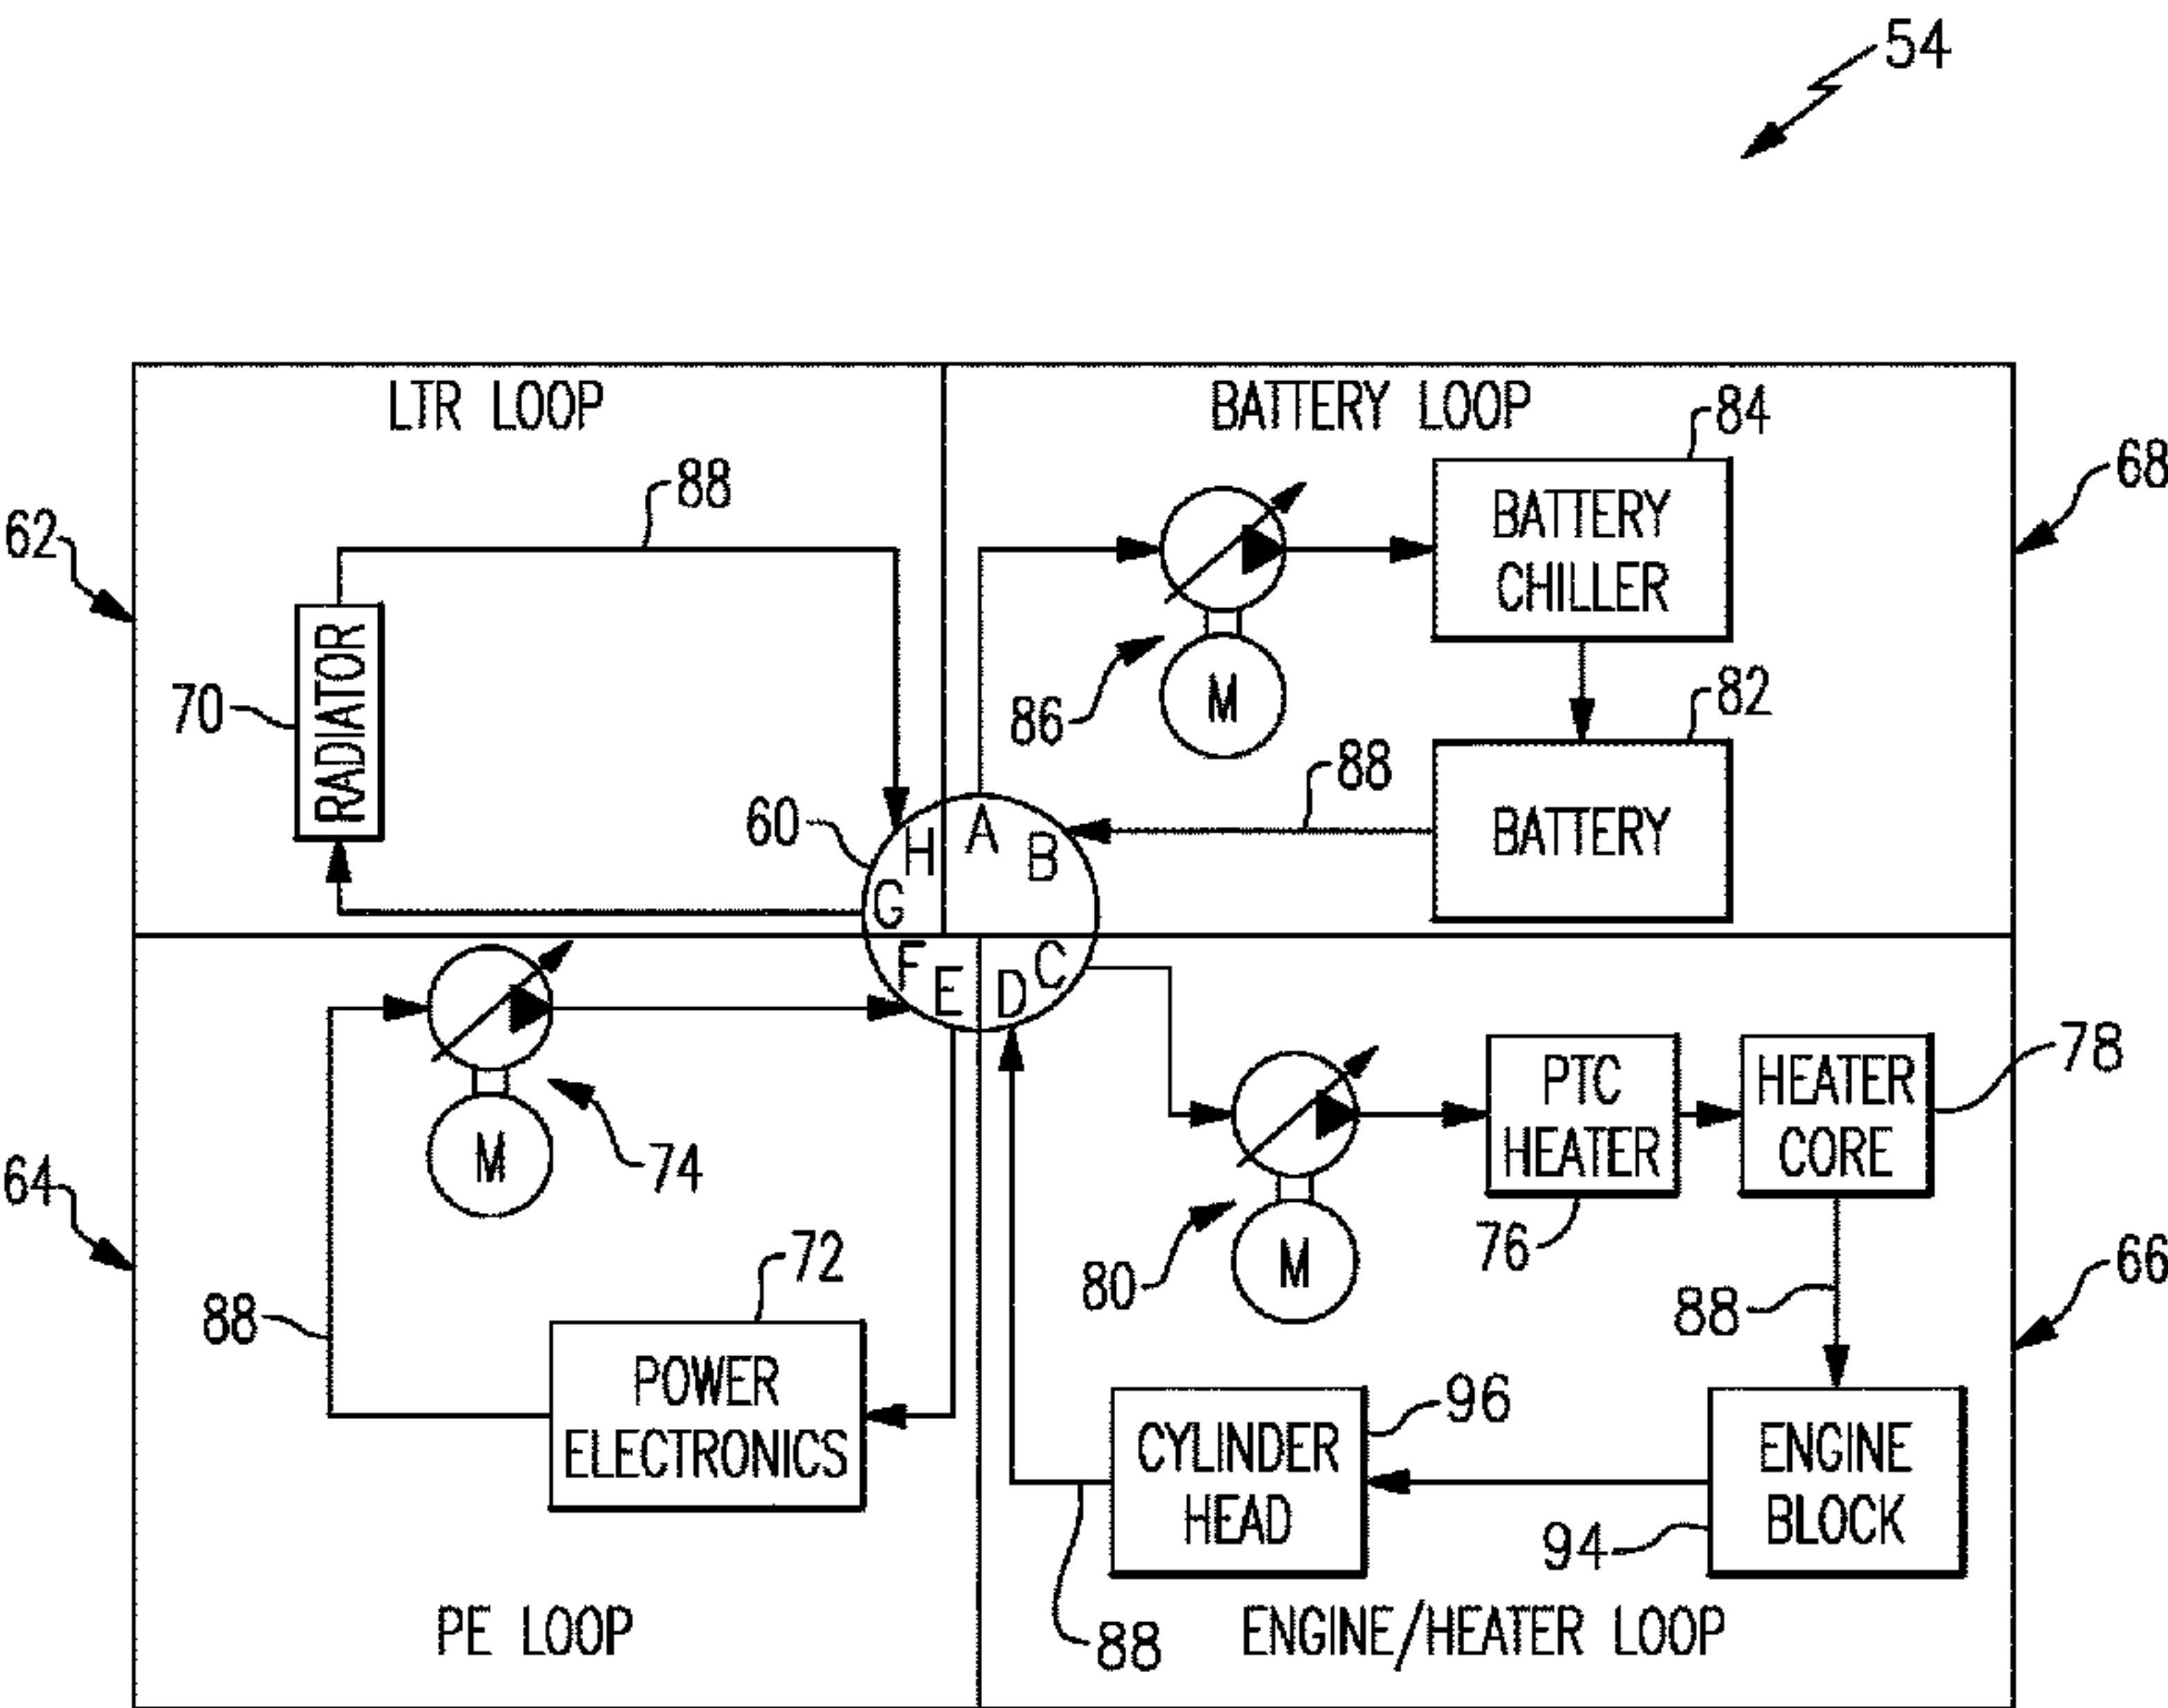 54
LTR LOOP
BATTERY LOOP
84
88
68
62
BATTERY
CHILLER
70
RADIATOR
86
M
82
88
60
BATTERY
H
A
B
G
F
E
D
C
74
M
PTC
HEATER
HEATER
CORE
78
64
80
M
76
72
66
88
88
POWER
ELECTRONICS
96
CYLINDER
HEAD
ENGINE
BLOCK
94
PE LOOP
88
ENGINE/HEATER LOOP